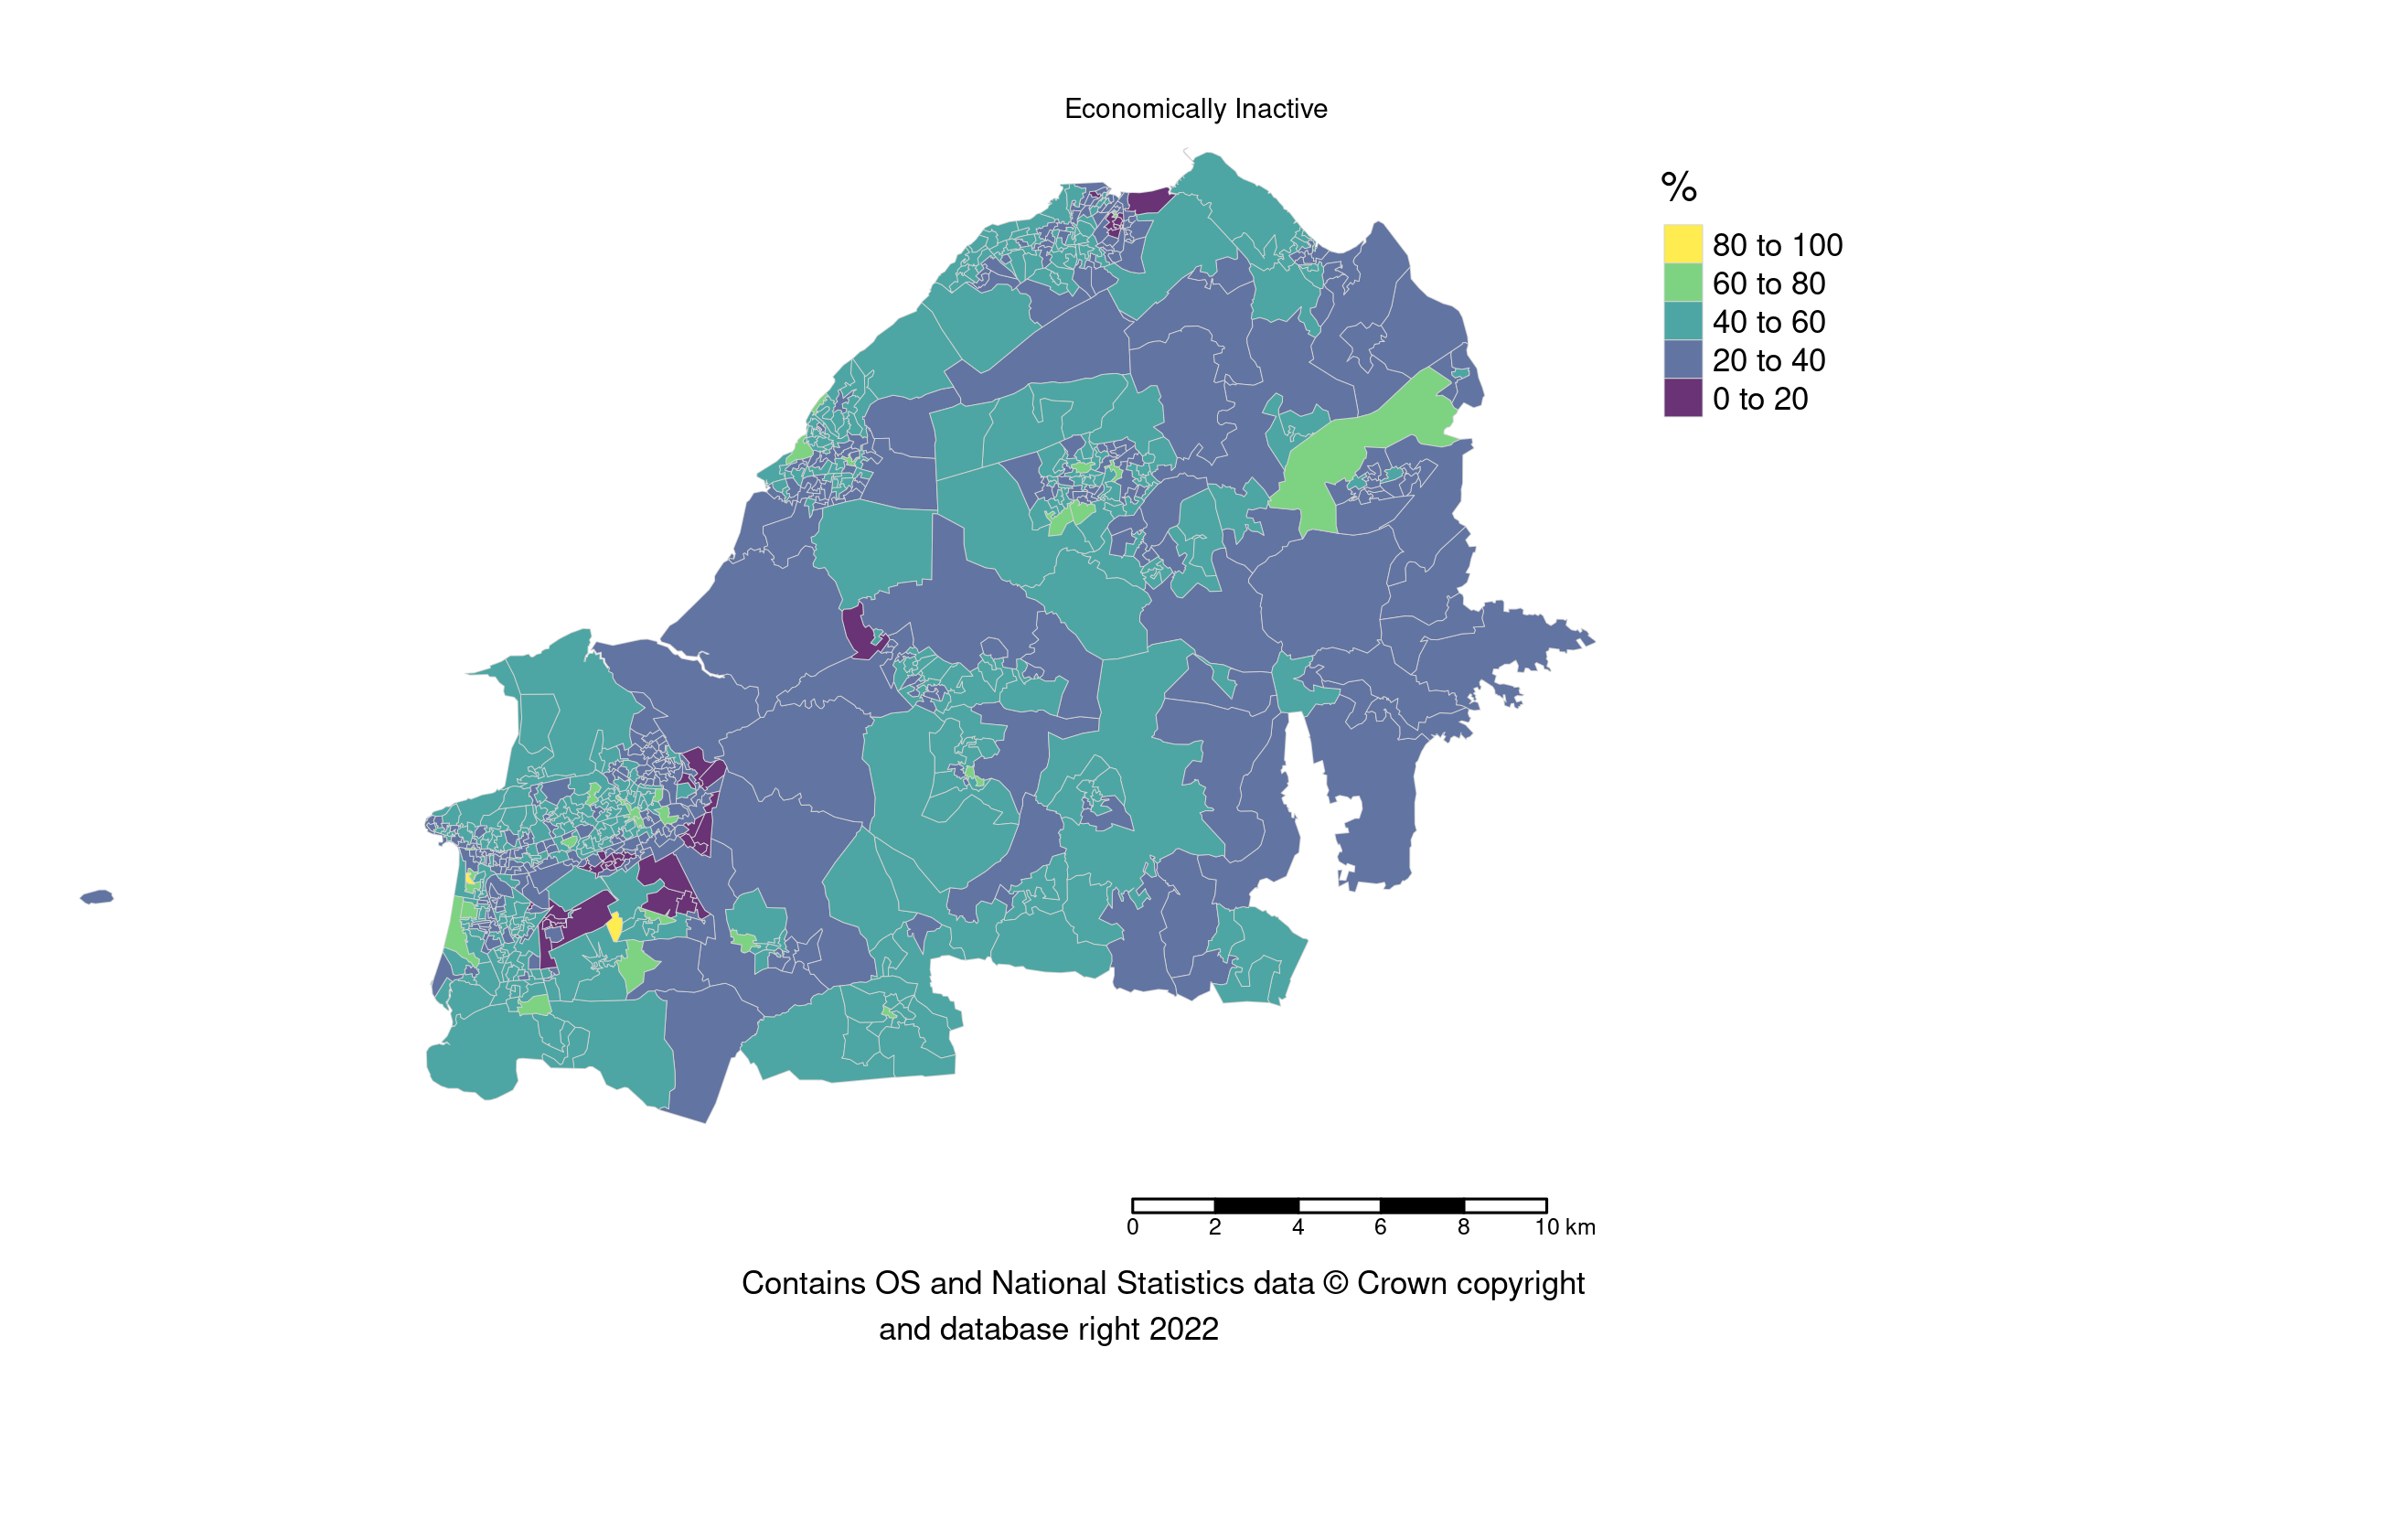 Economically Inactive
%
80 to 100
60 to 80
40 to 60
20 to 40
0 to 20
0 2 4 6 8 10 km
Contains OS and National Statistics data © Crown copyright
and database right 2022